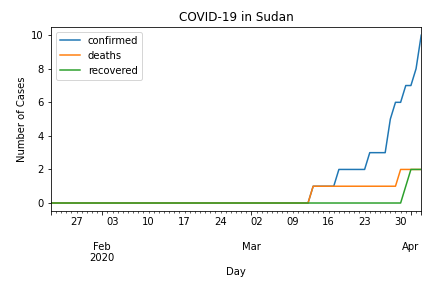 COVID-19 in Sudan
confirmed
deaths
recovered
Number of Cases
10
8
6
4
2
0
27 03 10 17 24 02 09 16 23 30
Feb Mar Apr
2020
Day